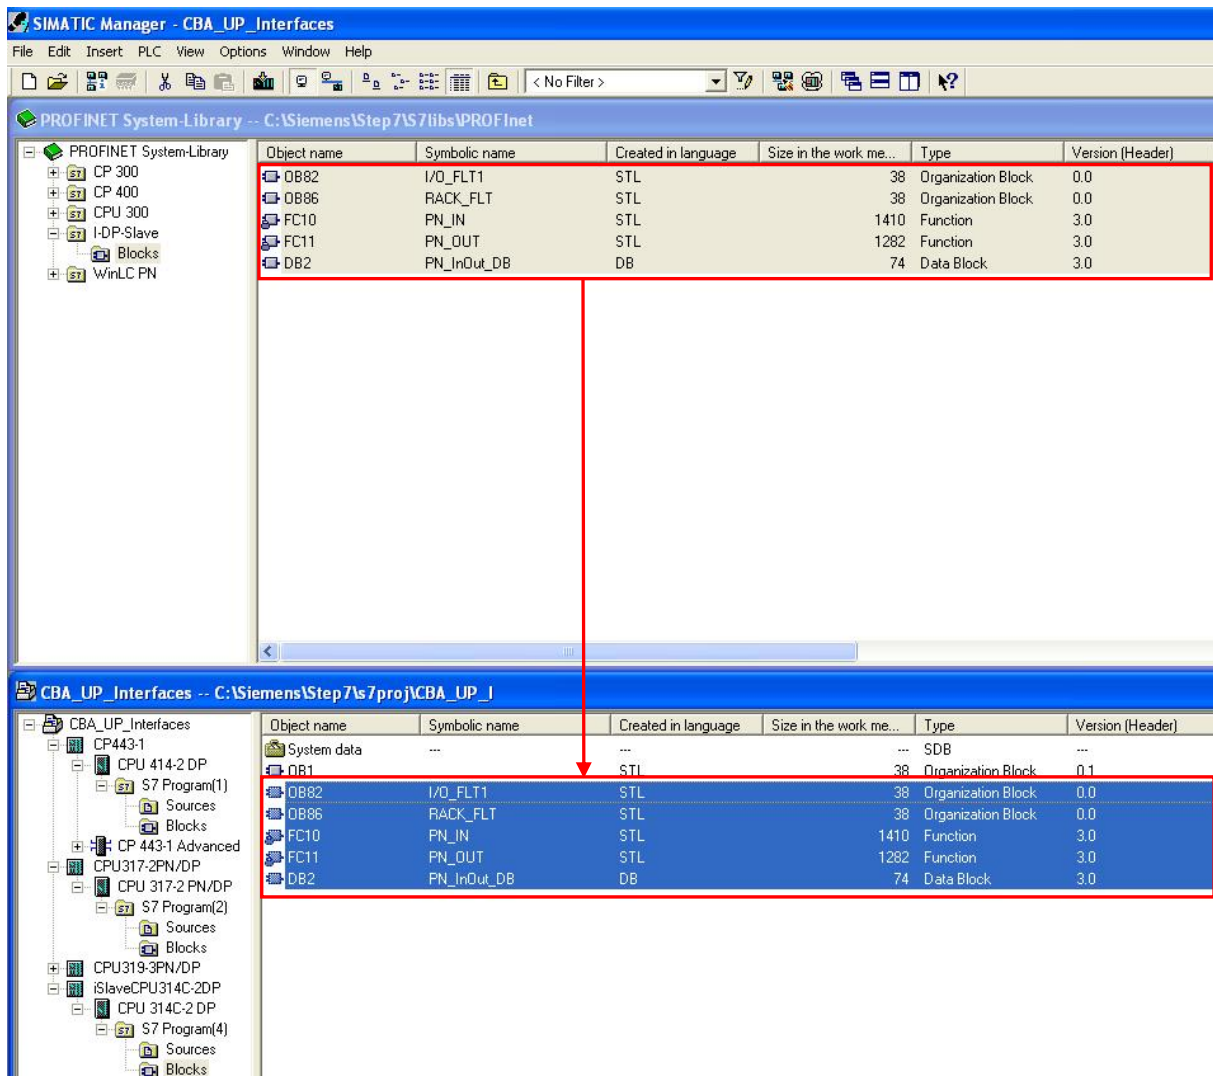 SIMATIC Manager - CBA_UP_Interfaces
File Edit Insert PLC View Options Window Help
< No Filter >
PROFINET System-Library -- C:\Siemens\Step7\S7libs\PROFInet
PROFINET System-Library
CP 300
CP 400
CPU 300
I-DP-Slave
Blocks
WinLC PN
Object name Symbolic name Created in language Size in the work me... Type Version (Header)
OB82 I/O_FLT1 STL 38 Organization Block 0.0
OB86 RACK_FLT STL 38 Organization Block 0.0
FC10 PN_IN STL 1410 Function 3.0
FC11 PN_OUT STL 1282 Function 3.0
DB2 PN_InOut_DB DB 74 Data Block 3.0
CBA_UP_Interfaces -- C:\Siemens\Step7\s7proj\CBA_UP_I
CBA_UP_Interfaces
CP443-1
CPU 414-2 DP
S7 Program(1)
Sources
Blocks
CP 443-1 Advanced
CPU317-2PN/DP
CPU 317-2 PN/DP
S7 Program(2)
Sources
Blocks
CPU319-3PN/DP
iSlaveCPU314C-2DP
CPU 314C-2 DP
S7 Program(4)
Sources
Blocks
Object name Symbolic name Created in language Size in the work me... Type Version (Header)
System data --- --- --- SDB ---
OB1 STL 38 Organization Block 0.1
OB82 I/O_FLT1 STL 38 Organization Block 0.0
OB86 RACK_FLT STL 38 Organization Block 0.0
FC10 PN_IN STL 1410 Function 3.0
FC11 PN_OUT STL 1282 Function 3.0
DB2 PN_InOut_DB DB 74 Data Block 3.0